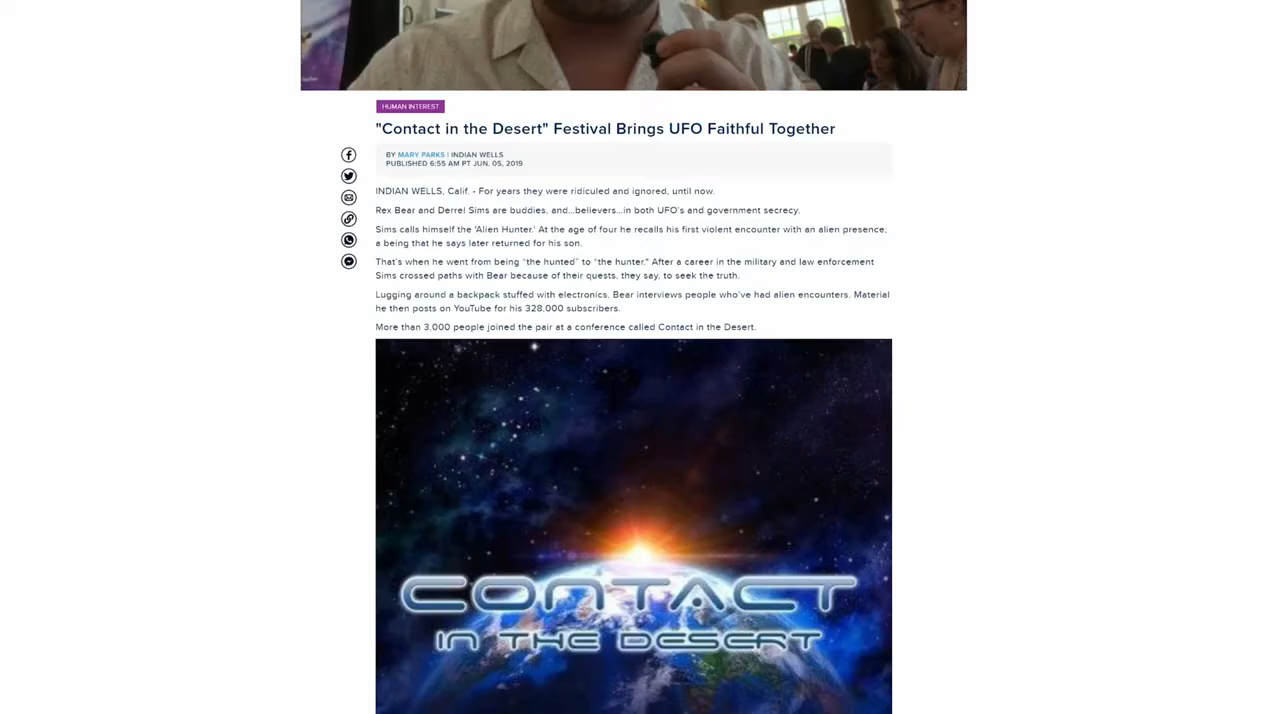 HUMAN INTEREST
"Contact in the Desert" Festival Brings UFO Faithful Together
BY MARY PARKS | INDIAN WELLS
PUBLISHED 6:55 AM PT JUN. 05, 2019
INDIAN WELLS, Calif. - For years they were ridiculed and ignored, until now.
Rex Bear and Derrel Sims are buddies, and...believers...in both UFO's and government secrecy.
Sims calls himself the 'Alien Hunter.' At the age of four he recalls his first violent encounter with an alien presence,
a being that he says later returned for his son.
That's when he went from being "the hunted" to "the hunter." After a career in the military and law enforcement
Sims crossed paths with Bear because of their quests, they say, to seek the truth.
Lugging around a backpack stuffed with electronics, Bear interviews people who've had alien encounters. Material
he then posts on YouTube for his 328,000 subscribers.
More than 3,000 people joined the pair at a conference called Contact in the Desert.
CONTACT
IN THE DESERT